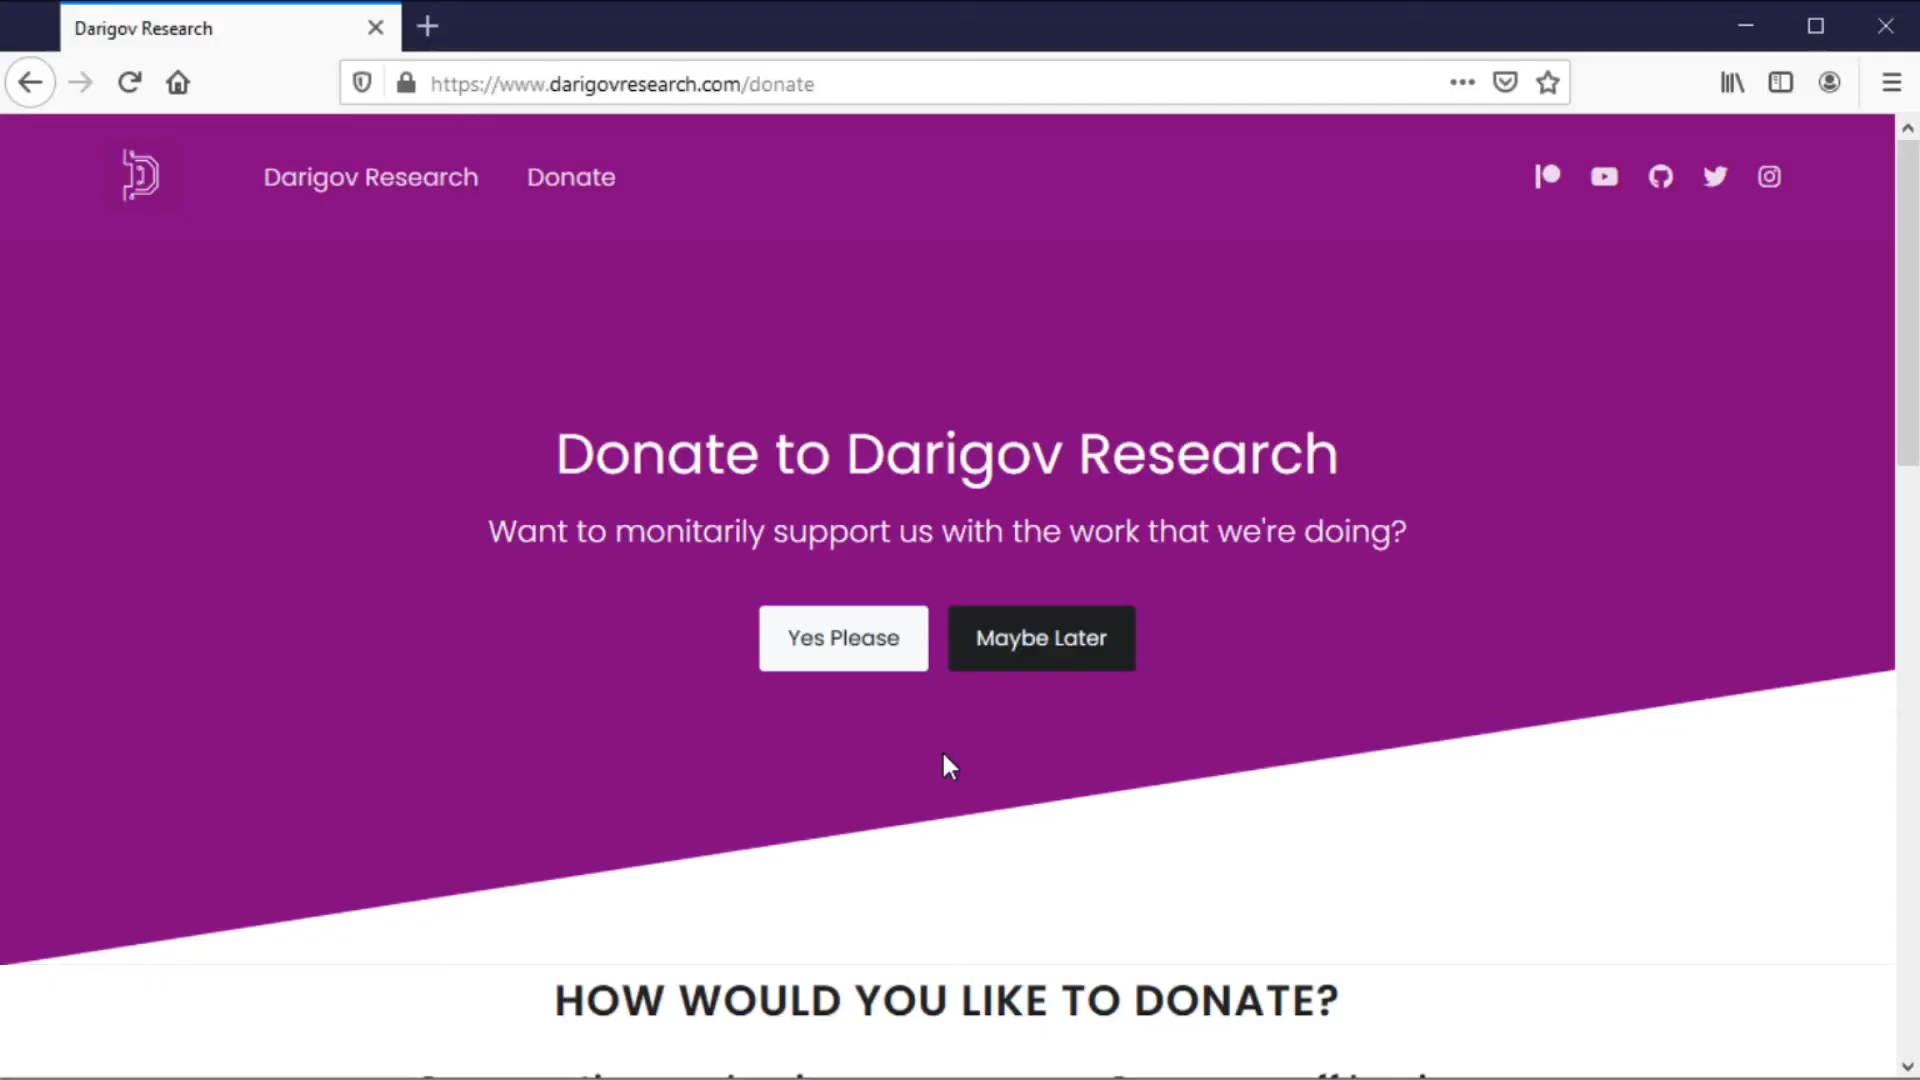 Darigov Research
https://www.darigovresearch.com/donate
Darigov Research Donate
Donate to Darigov Research
Want to monitarily support us with the work that we're doing?
Yes Please Maybe Later
HOW WOULD YOU LIKE TO DONATE?